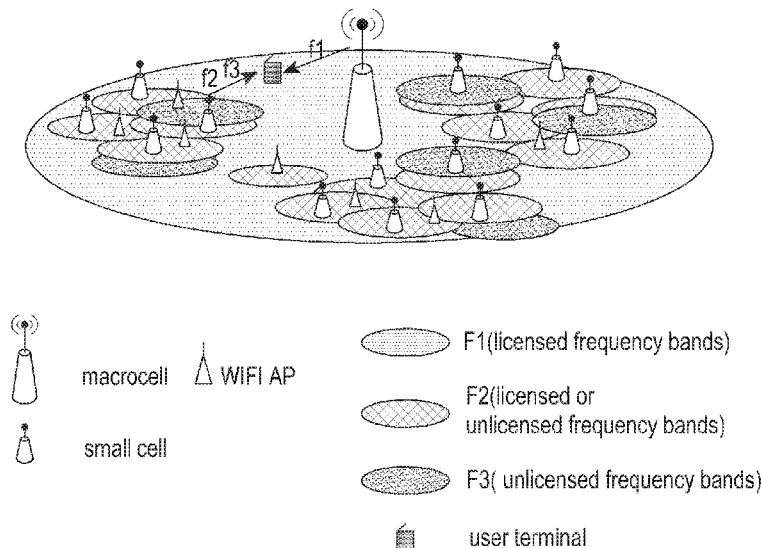 f1
f2 f3
macrocell
WIFI AP
small cell
F1(licensed frequency bands)
F2(licensed or
unlicensed frequency bands)
F3( unlicensed frequency bands)
user terminal